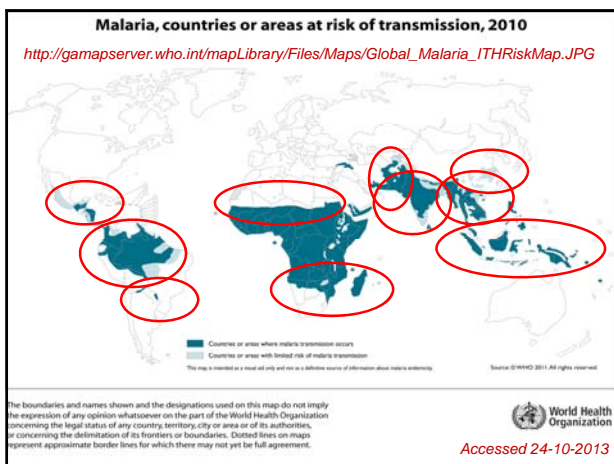 Malaria, countries or areas at risk of transmission, 2010
http://gamapserver.who.int/mapLibrary/Files/Maps/Global_Malaria_ITHRiskMap.JPG
Countries or areas where malaria transmission occurs
Countries or areas with limited risk of malaria transmission
This map is intended as a visual aid only and not as a definitive source of information about malaria endemicity.
Source: © WHO 2011. All rights reserve
The boundaries and names shown and the designations used on this map do not imply
the expression of any opinion whatsoever on the part of the World Health Organization
concerning the legal status of any country, territory, city or area or of its authorities,
or concerning the delimitation of its frontiers or boundaries. Dotted lines on maps
represent approximate border lines for which there may not yet be full agreement.
World Health
Organization
Accessed 24-10-2013